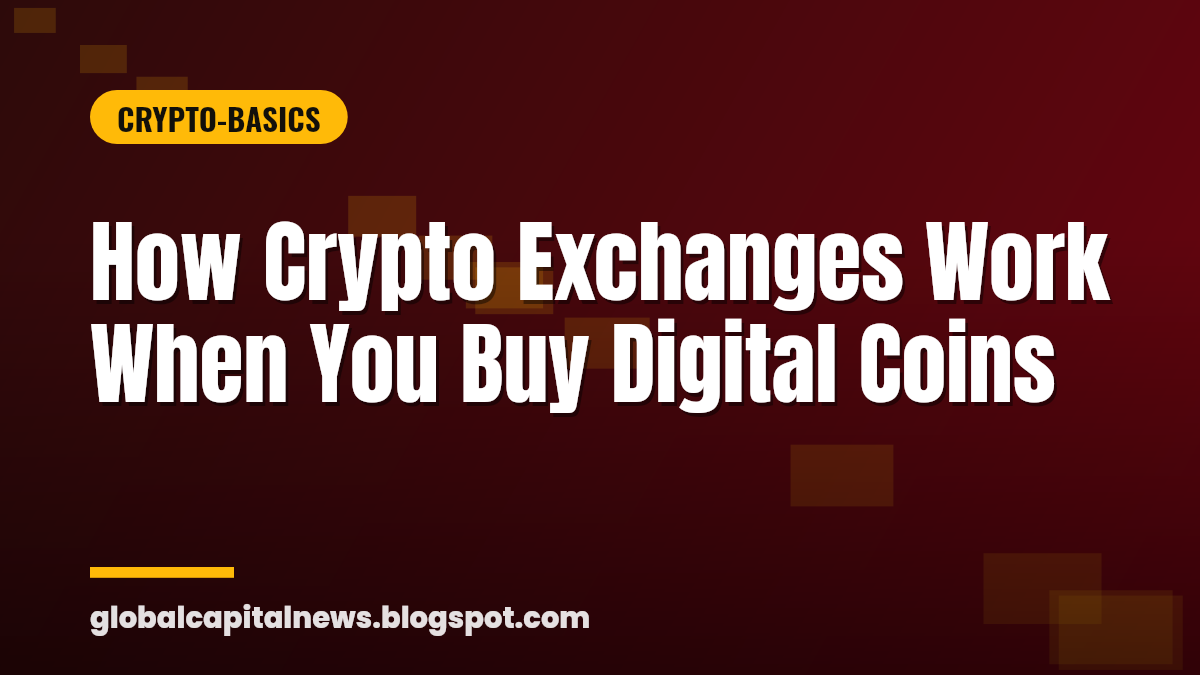 CRYPTO-BASICS
How Crypto Exchanges Work
When You Buy Digital Coins
globalcapitalnews.blogspot.com